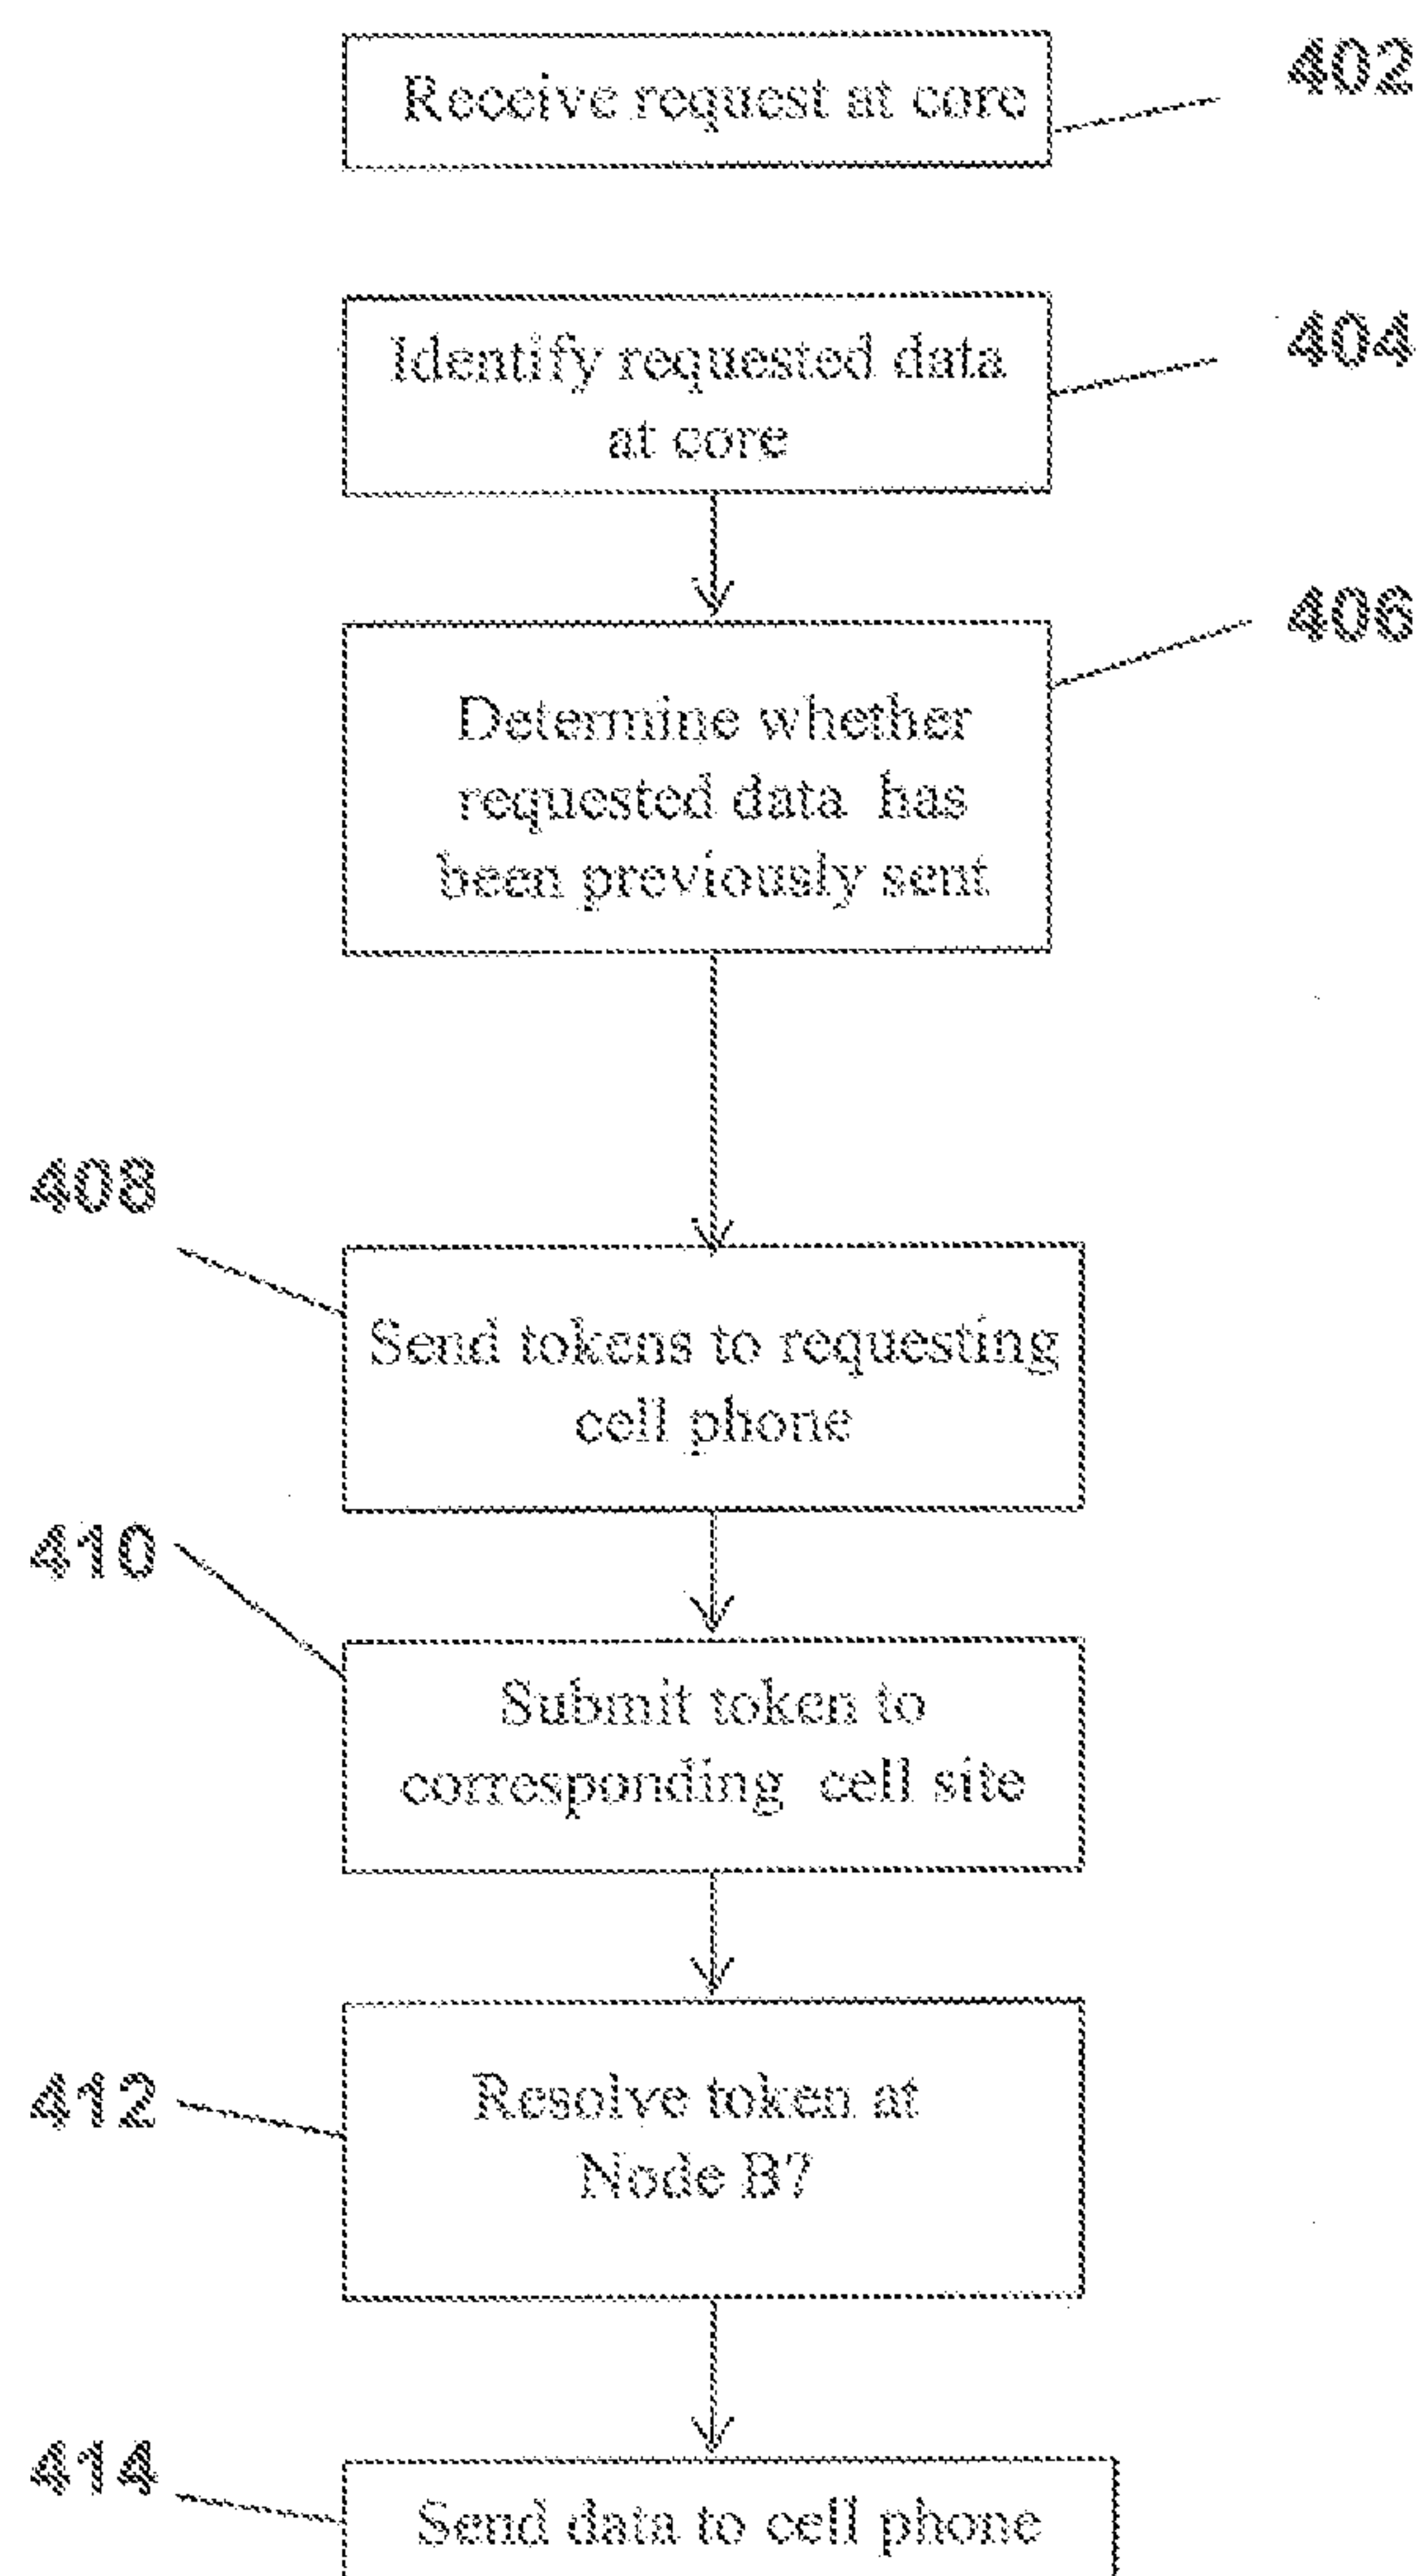 Receive request at core
402
Identify requested data
at core
404
Determine whether
requested data has
been previously sent
406
408
Send tokens to requesting
cell phone
410
Submit token to
corresponding cell site
412
Resolve token at
Node B?
414
Send data to cell phone